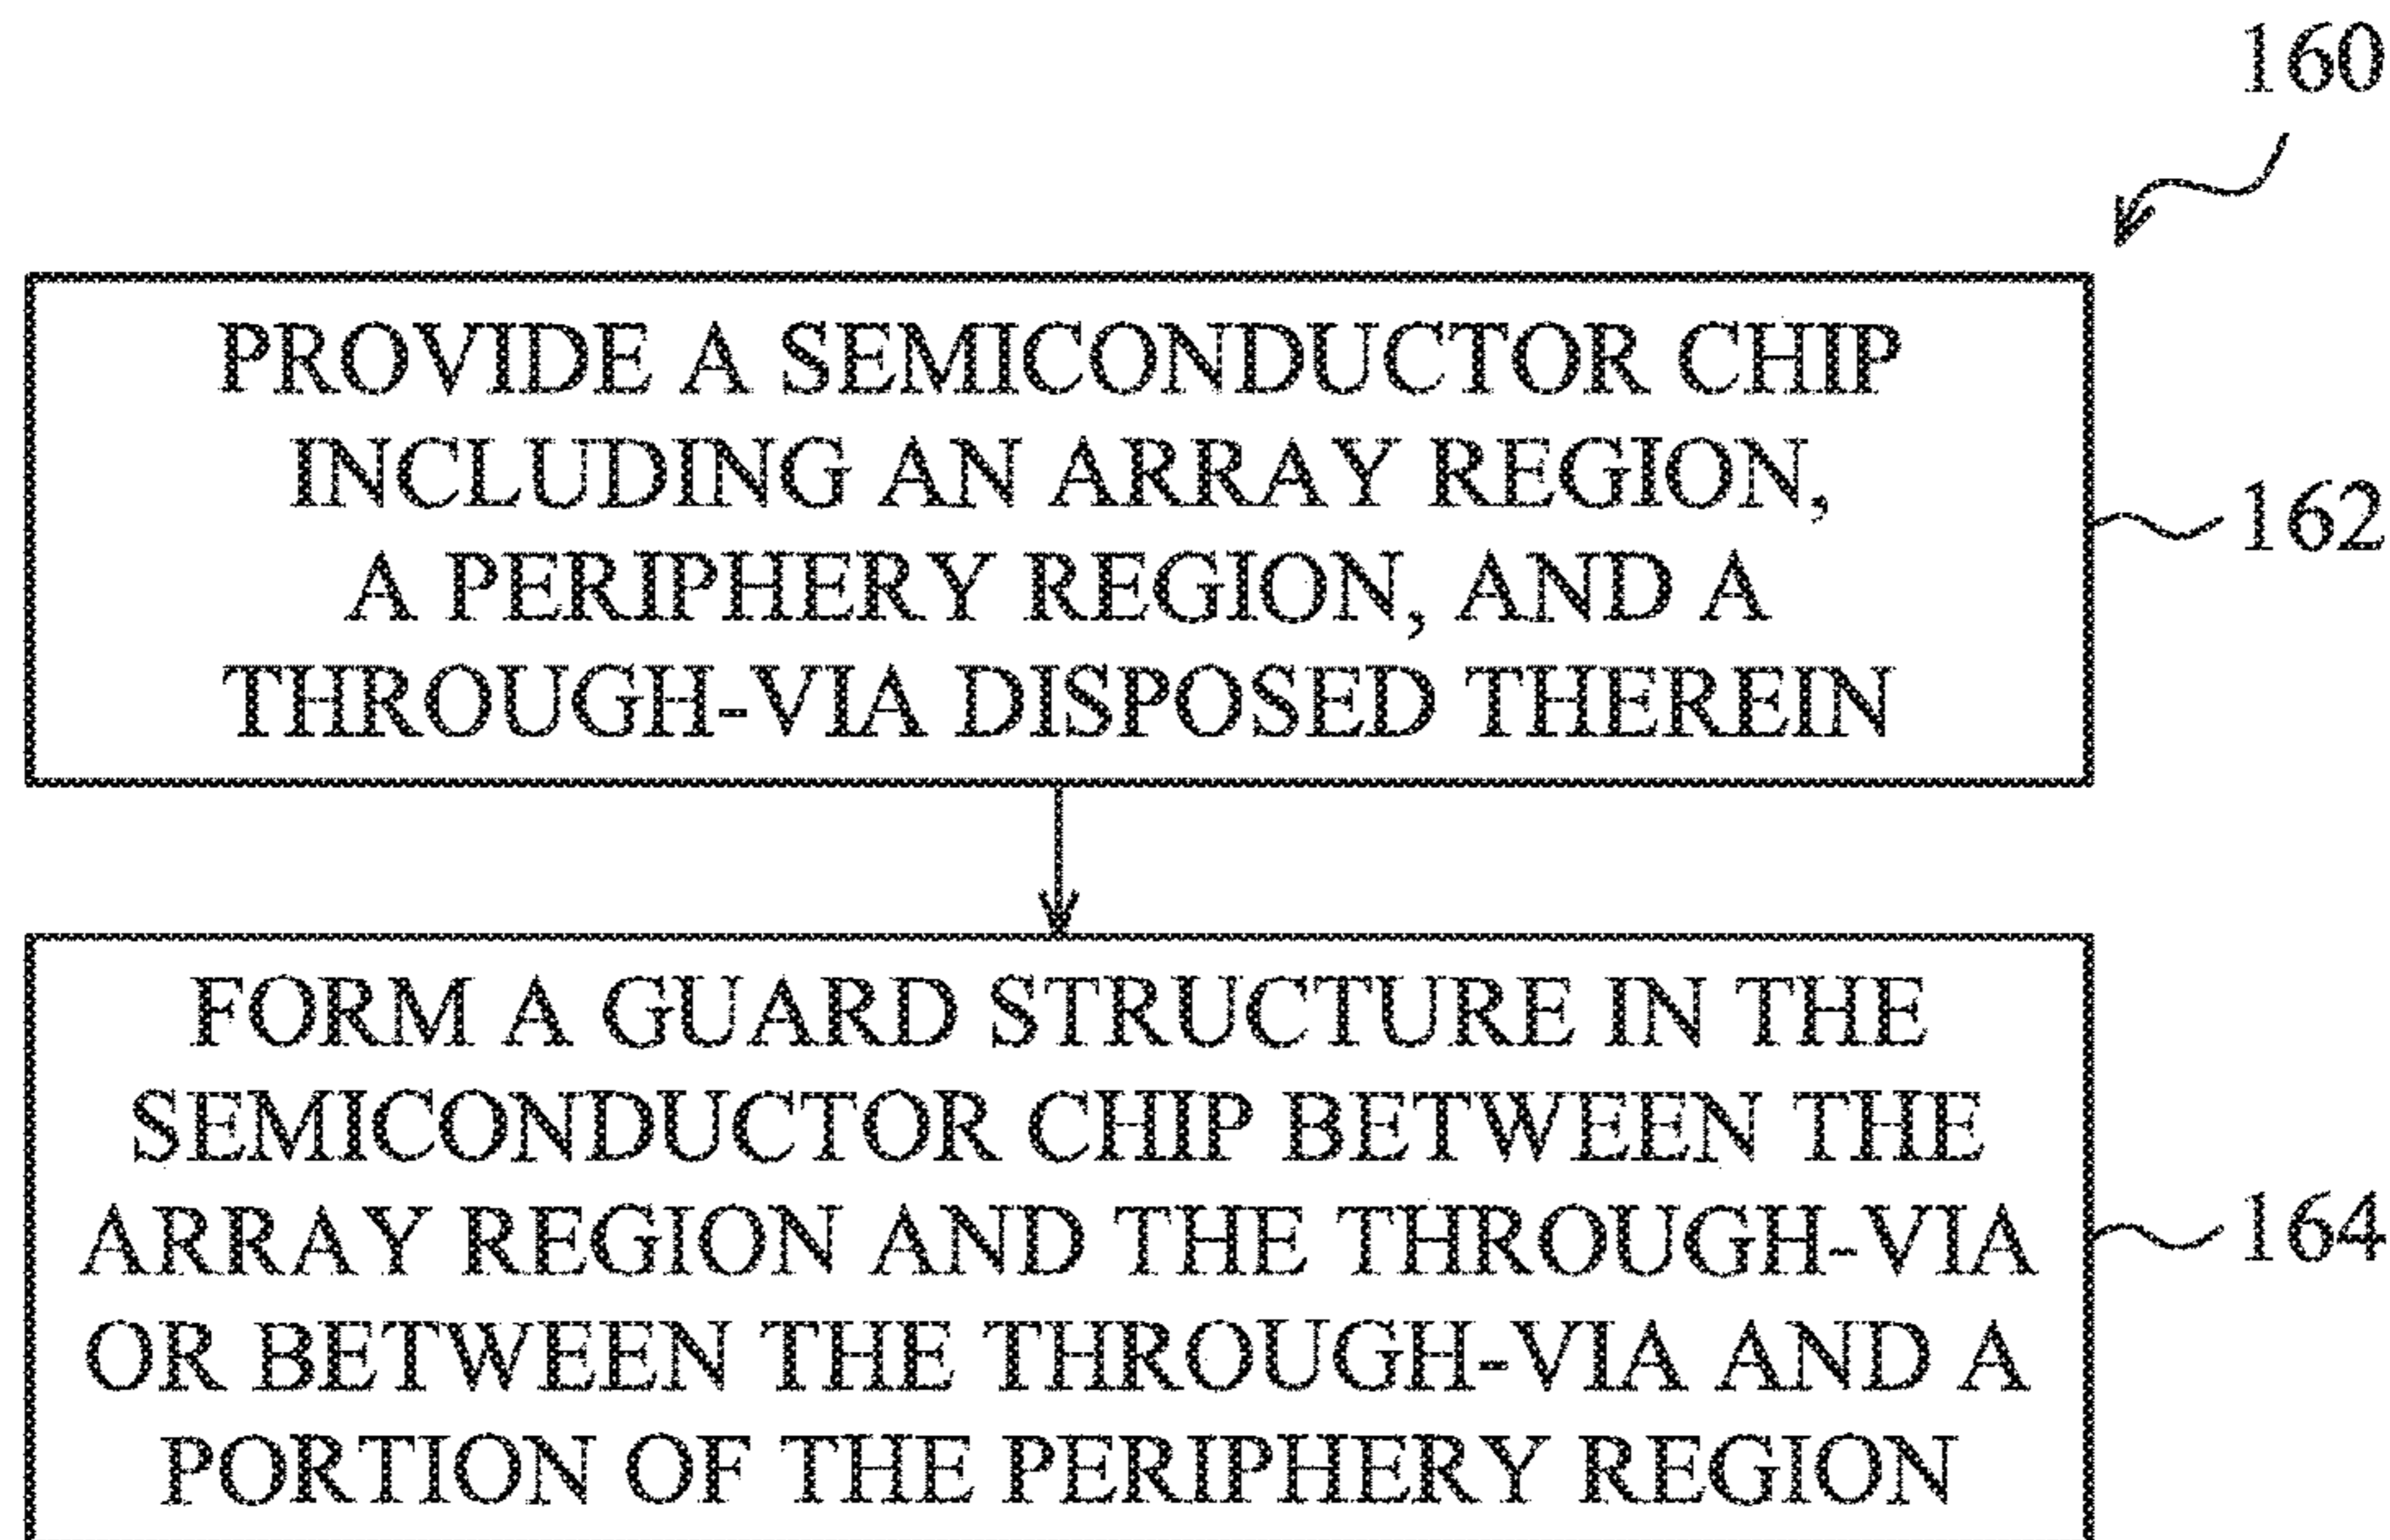 160
PROVIDE A SEMICONDUCTOR CHIP
INCLUDING AN ARRAY REGION,
A PERIPHERY REGION, AND A
THROUGH-VIA DISPOSED THEREIN
162
FORM A GUARD STRUCTURE IN THE
SEMICONDUCTOR CHIP BETWEEN THE
ARRAY REGION AND THE THROUGH-VIA
OR BETWEEN THE THROUGH-VIA AND A
PORTION OF THE PERIPHERY REGION
164